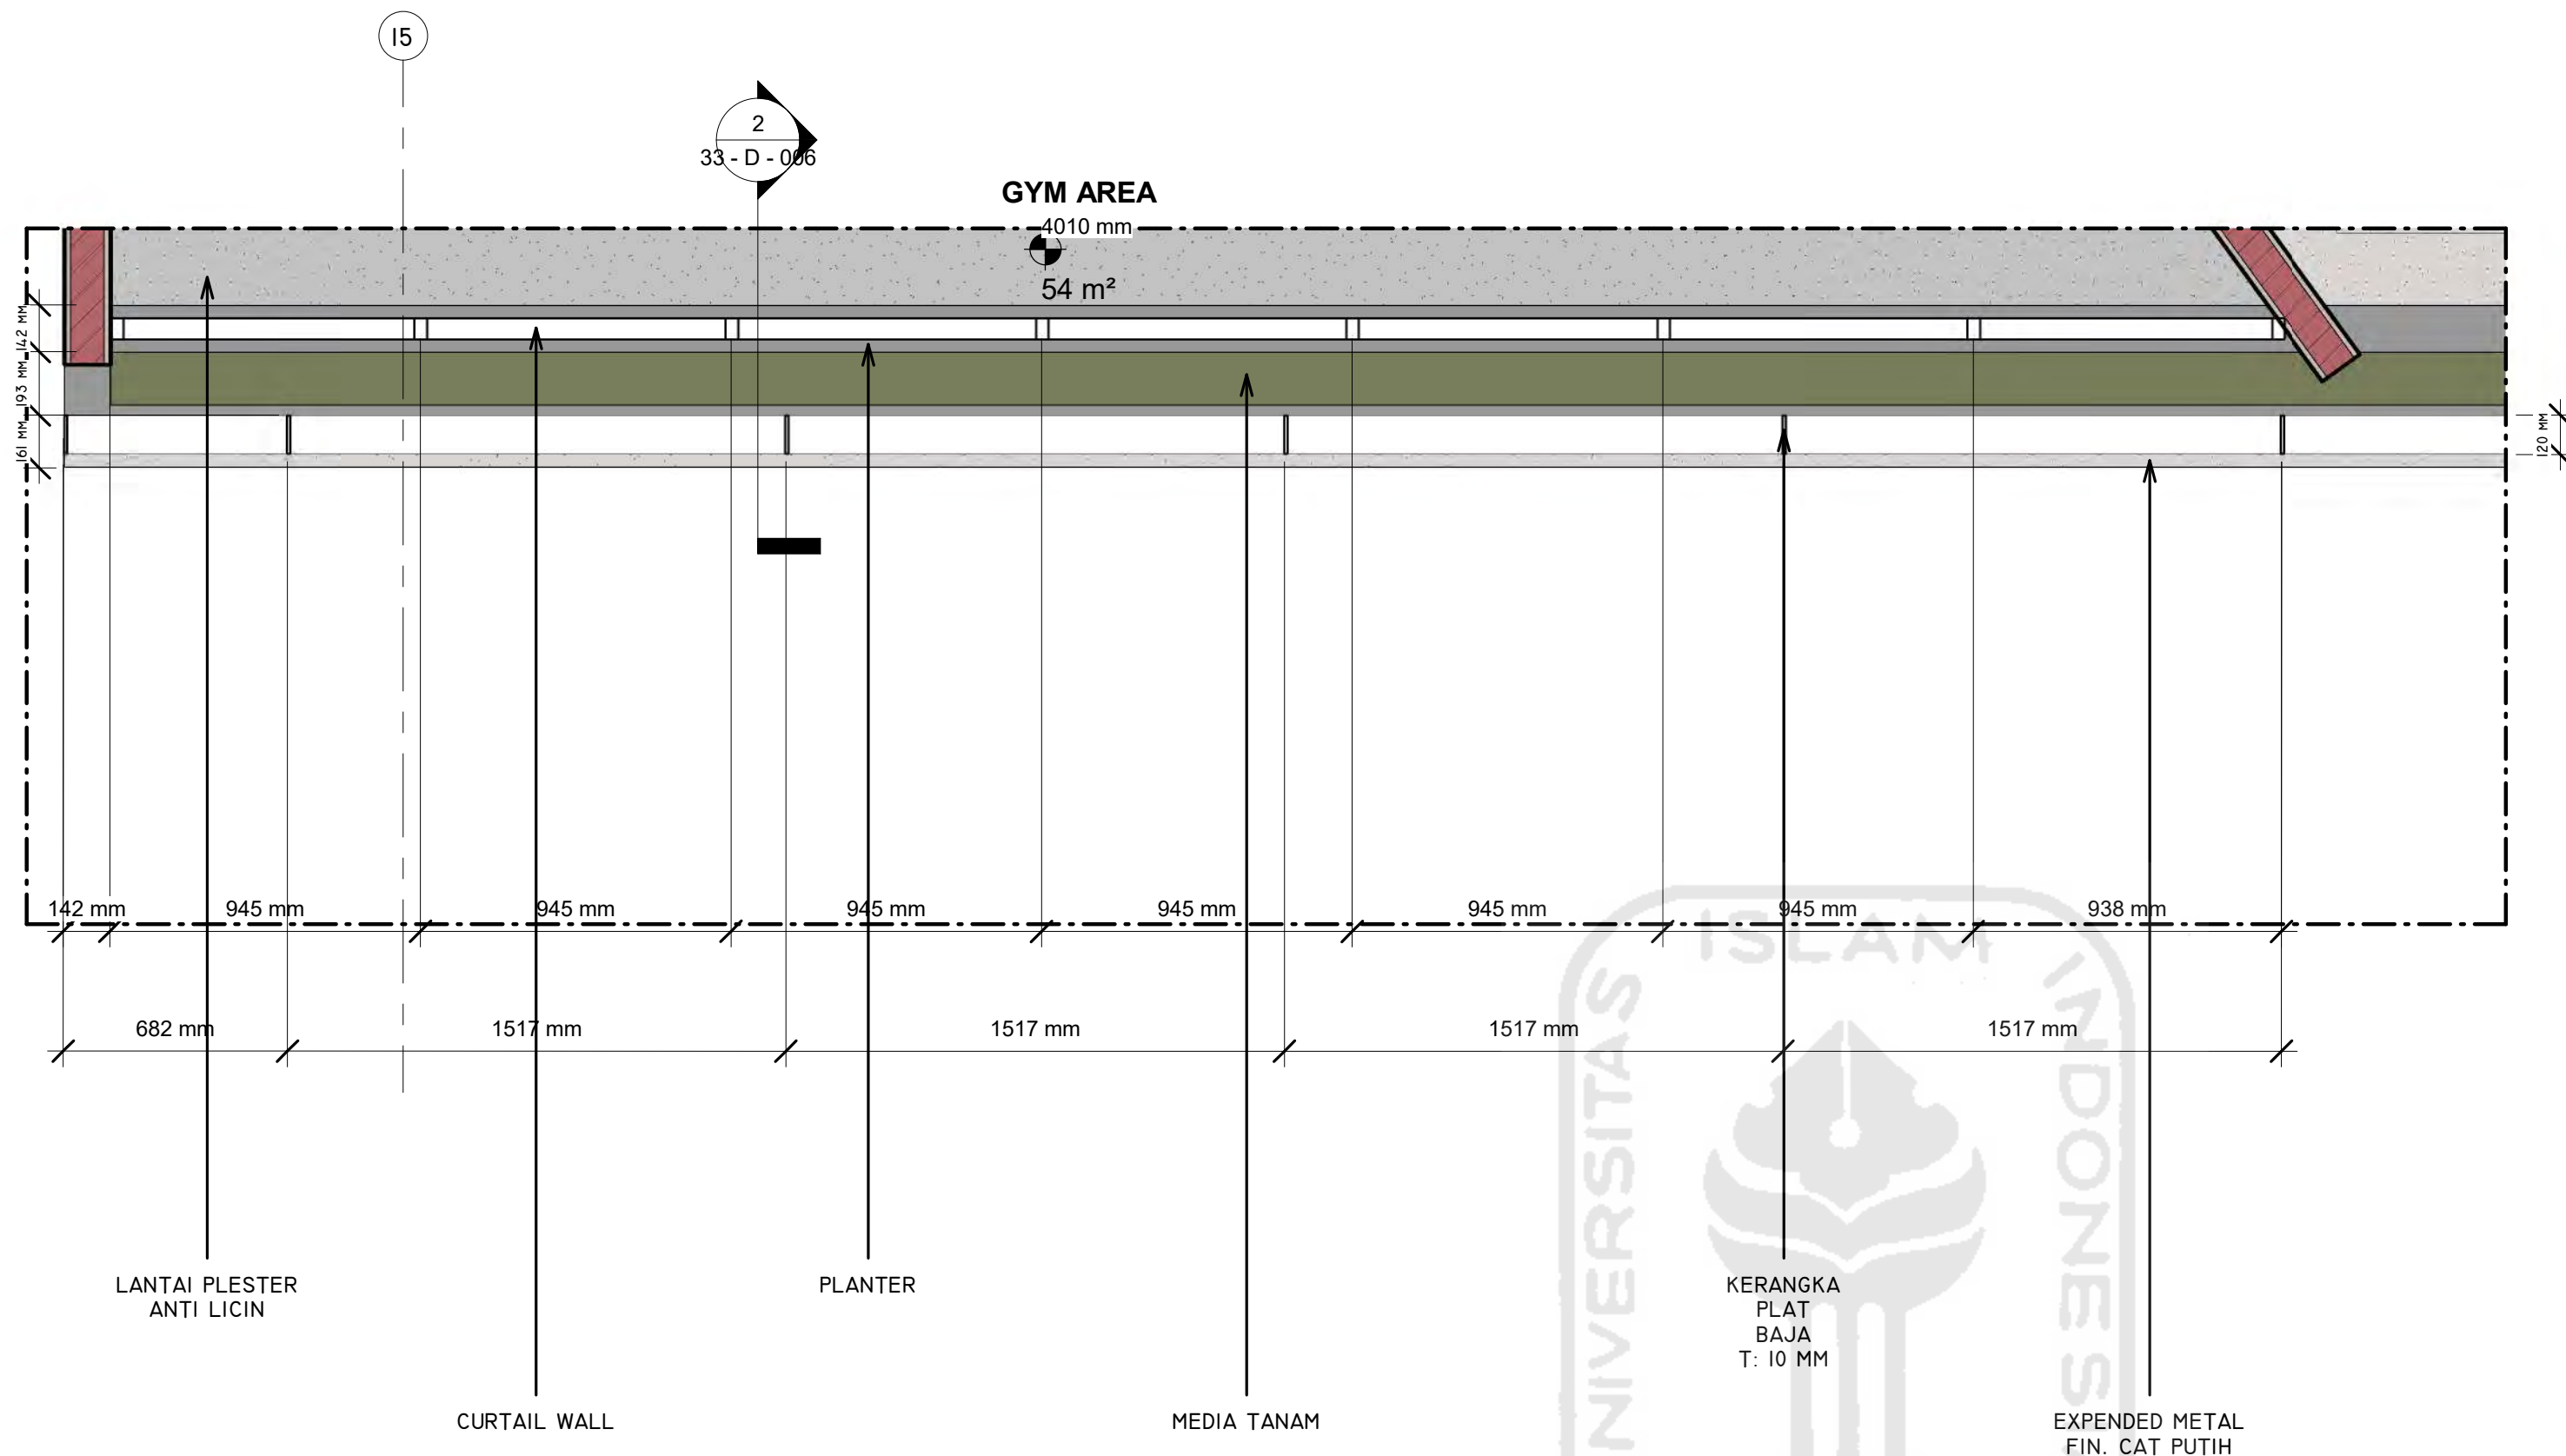 15
2
33 - D - 006
GYM AREA
4010 mm
54 m²
142 MM
193 MM
161 MM
120 MM
142 mm
945 mm
945 mm
945 mm
945 mm
945 mm
945 mm
938 mm
682 mm
1517 mm
1517 mm
1517 mm
1517 mm
LANTAI PLESTER
ANTI LICIN
CURTAIL WALL
PLANTER
MEDIA TANAM
KERANGKA
PLAT
BAJA
T: 10 MM
EXPENDED METAL
FIN. CAT PUTIH
ISLAM